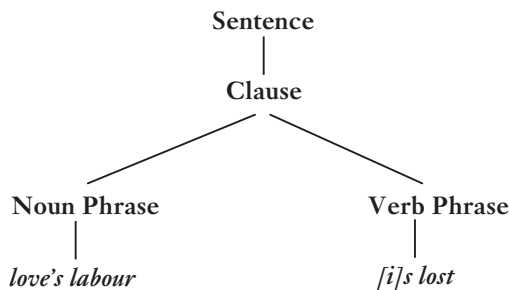 Sentence
Clause
Noun Phrase Verb Phrase
love's labour [i]s lost